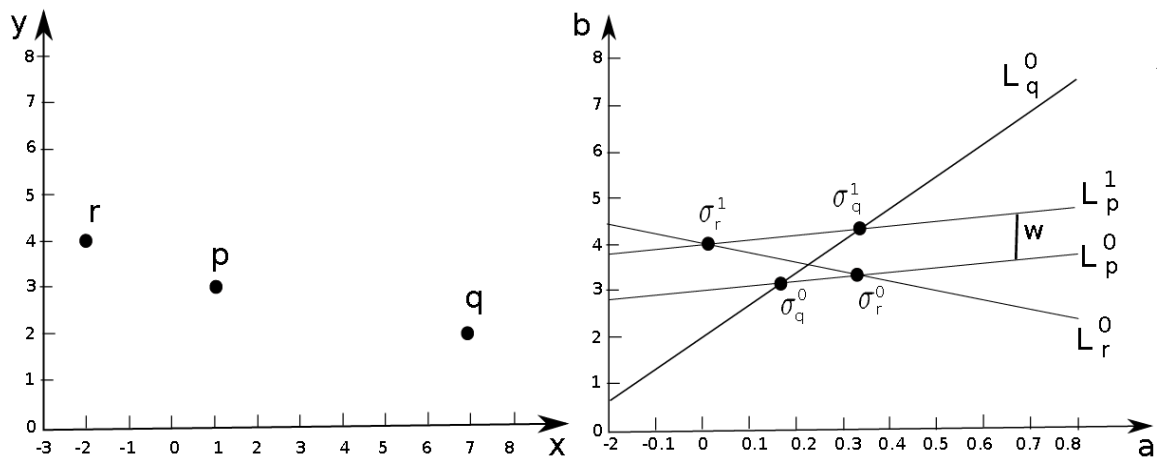 y
8
7
6
5
4
3
2
1
0
r
p
q
-3 -2 -1 0 1 2 3 4 5 6 7 8
x
b
8
7
6
5
4
3
2
1
0
L_q^0
L_p^1
L_p^0
L_r^0
σ_r^1
σ_q^1
σ_q^0
σ_r^0
w
-2 -0.1 0 0.1 0.2 0.3 0.4 0.5 0.6 0.7 0.8
a